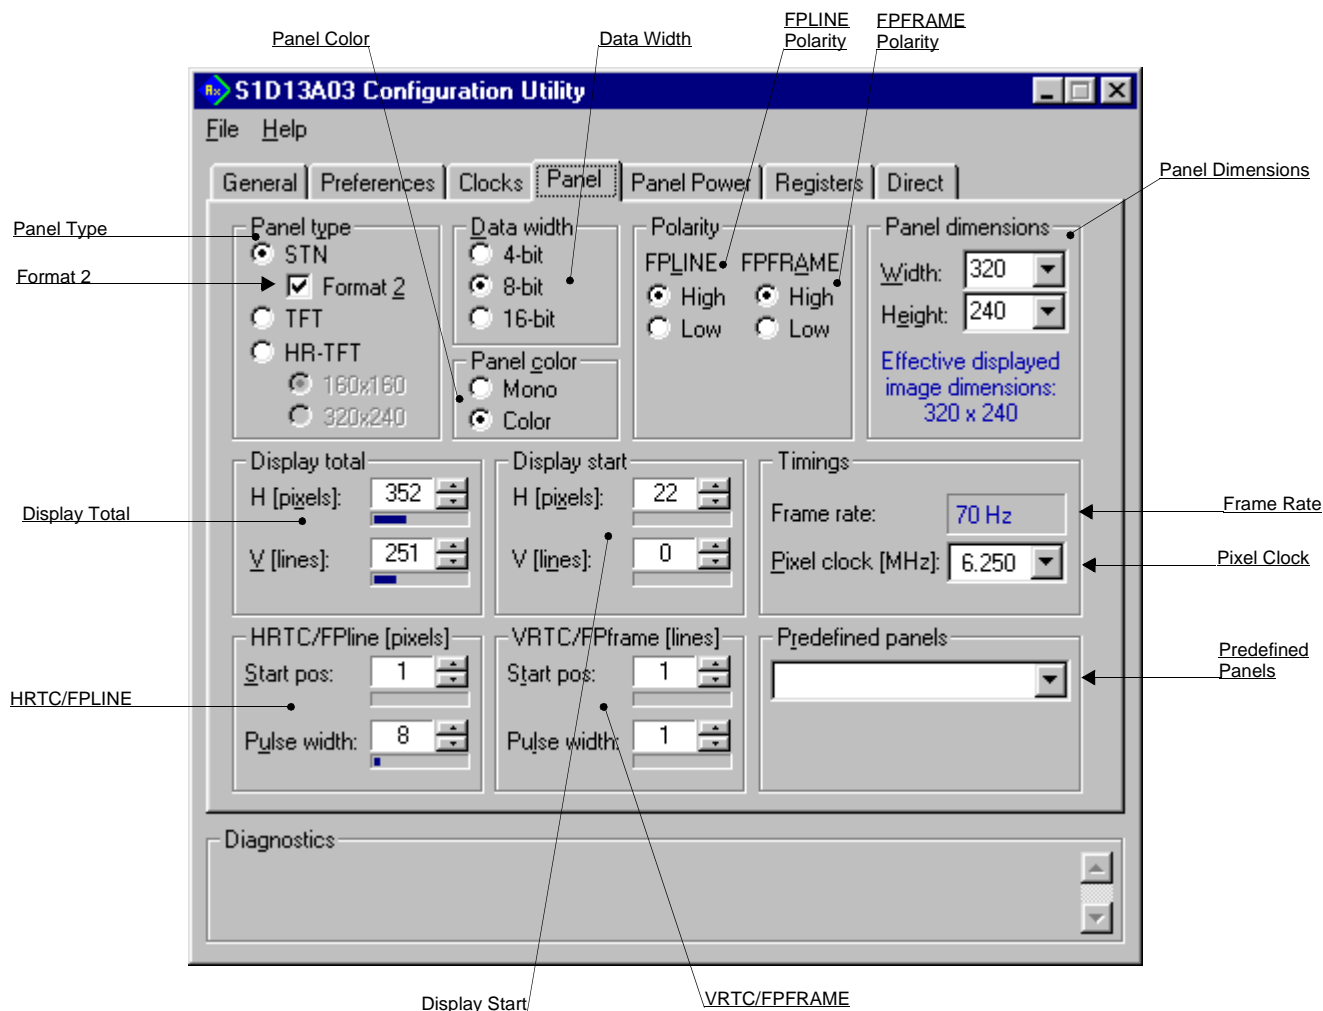 Panel Color
Data Width
FPLINE
Polarity
FPFRAME
Polarity
S1D13A03 Configuration Utility
File Help
General Preferences Clocks Panel Panel Power Registers Direct
Panel Dimensions
Panel Type
Format 2
Panel type
STN
Format 2
TFT
HR-TFT
160x160
320x240
Data width
4-bit
8-bit
16-bit
Panel color
Mono
Color
Polarity
FPLINE FPFRAME
High High
Low Low
Panel dimensions
Width: 320
Height: 240
Effective displayed
image dimensions:
320 x 240
Display Total
Display total
H [pixels]: 352
V [lines]: 251
Display start
H [pixels]: 22
V [lines]: 0
Timings
Frame rate: 70 Hz
Pixel clock [MHz]: 6.250
Frame Rate
Pixel Clock
HRTC/FPLINE
HRTC/FPline [pixels]
Start pos: 1
Pulse width: 8
VRTC/FPframe [lines]
Start pos: 1
Pulse width: 1
Predefined panels
Predefined
Panels
Diagnostics
Display Start
VRTC/FPFRAME